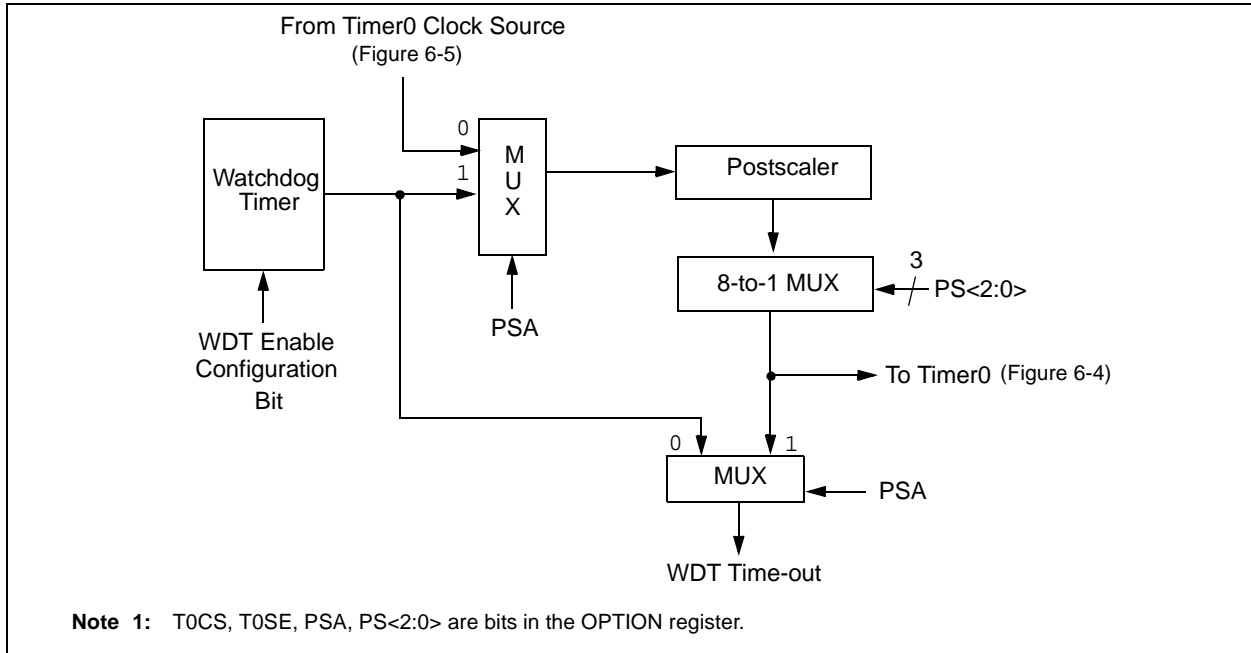 From Timer0 Clock Source
(Figure 6-5)
0
1
M
U
X
Watchdog
Timer
Postscaler
3
8-to-1 MUX
PS<2:0>
PSA
WDT Enable
Configuration
Bit
To Timer0 (Figure 6-4)
0
1
MUX
PSA
WDT Time-out
Note 1: T0CS, T0SE, PSA, PS<2:0> are bits in the OPTION register.